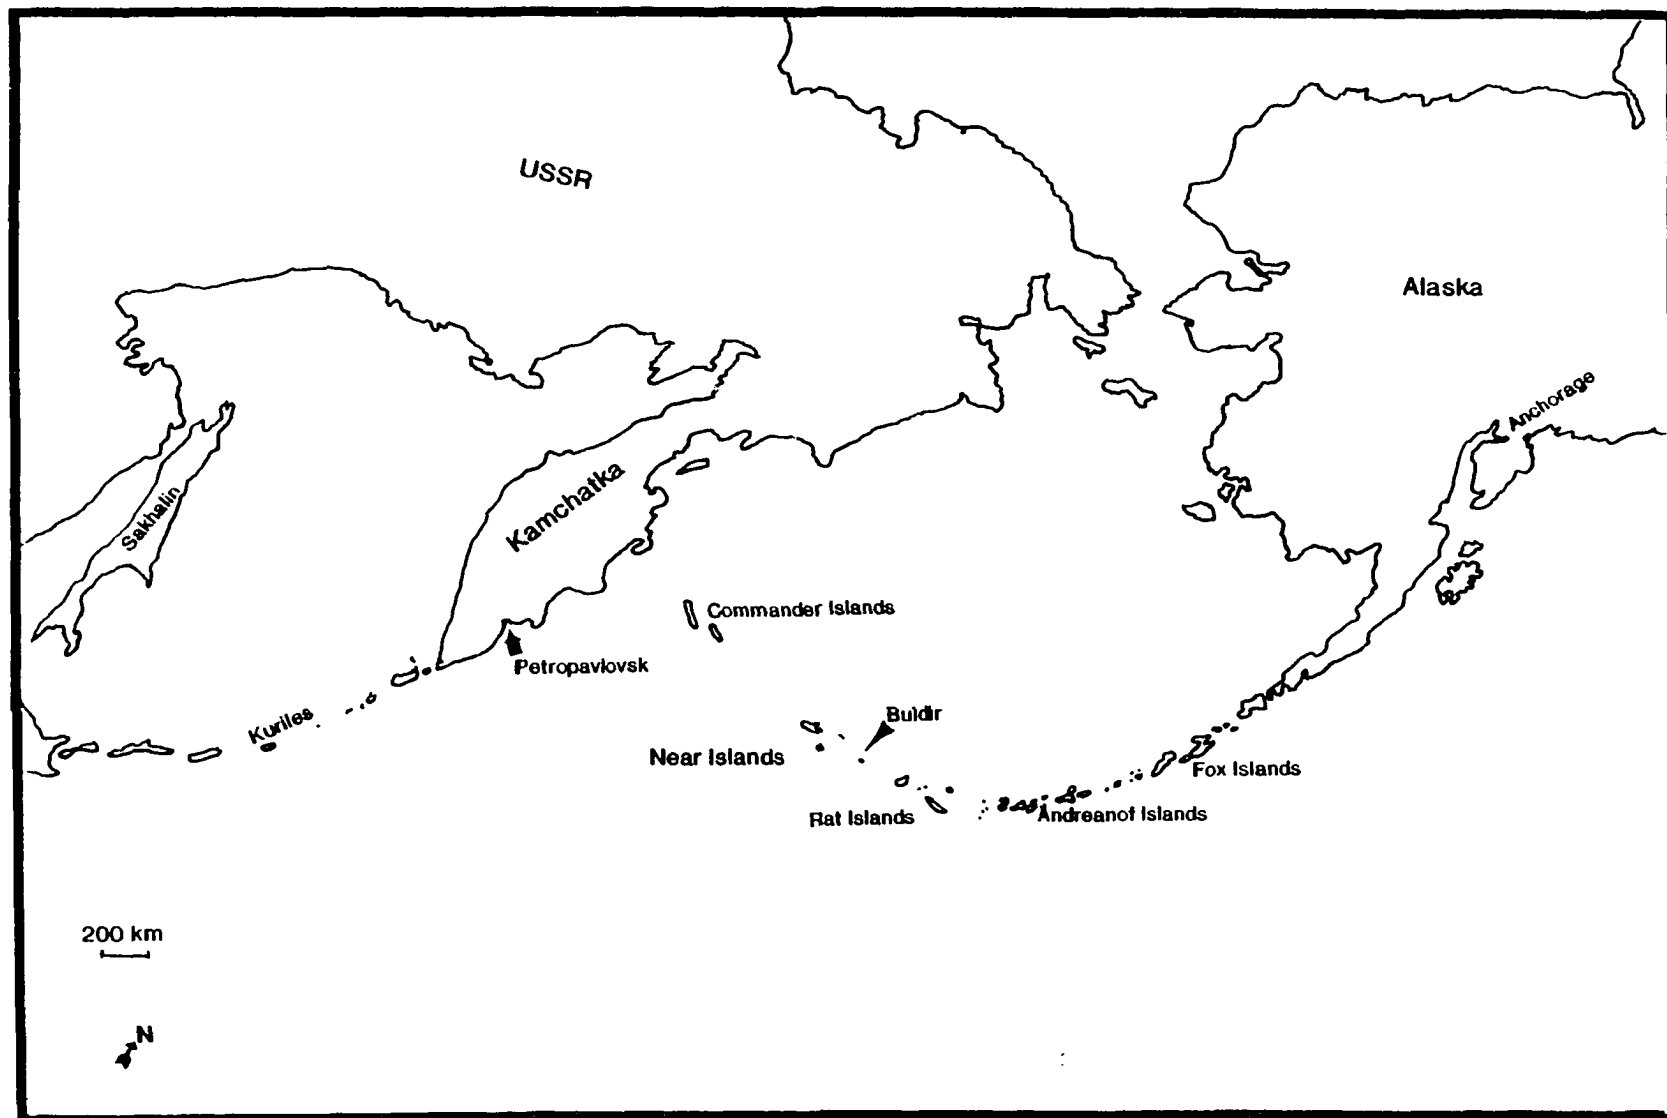 USSR
Alaska
Anchorage
Sakhalin
Kamchatka
Commander Islands
Petropavlovsk
Kuriles
Buldir
Near Islands
Fox Islands
Rat Islands
Andreanof Islands
200 km
N